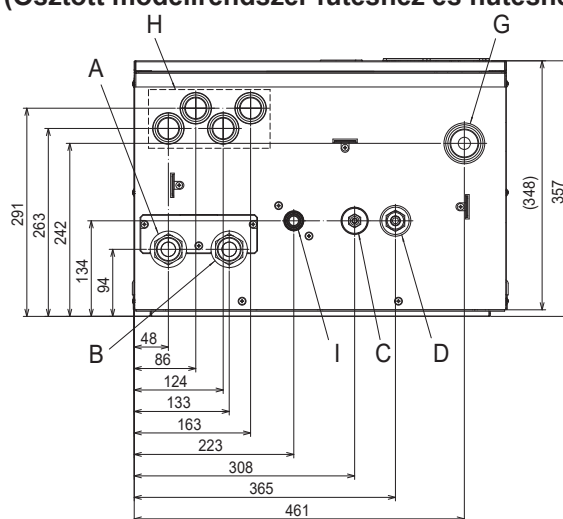 (Osztott modellrendszer fűtéshez és hűtéshe
H
G
A
291
263
242
134
94
(348)
357
48
B
I
C
D
86
124
133
163
223
308
365
461